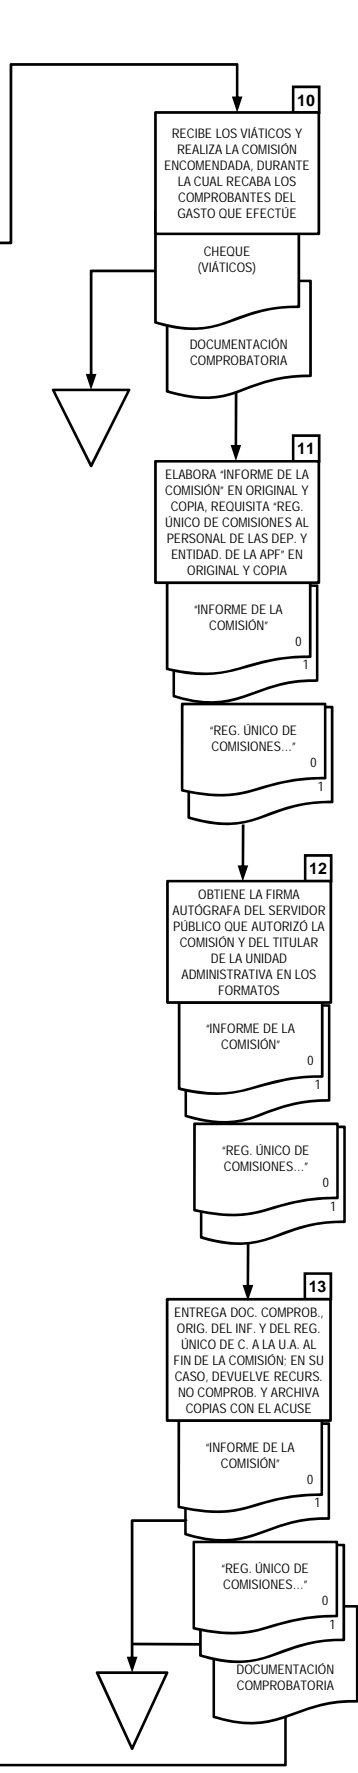 10
RECIBE LOS VIÁTICOS Y
REALIZA LA COMISIÓN
ENCOMENDADA, DURANTE
LA CUAL RECABA LOS
COMPROBANTES DEL
GASTO QUE EFECTÚE
CHEQUE
(VIÁTICOS)
DOCUMENTACIÓN
COMPROBATORIA
11
ELABORA “INFORME DE LA
COMISIÓN” EN ORIGINAL Y
COPIA, REQUISITA “REG.
ÚNICO DE COMISIONES AL
PERSONAL DE LAS DEP. Y
ENTIDAD. DE LA APF” EN
ORIGINAL Y COPIA
“INFORME DE LA
COMISIÓN”
0
1
“REG. ÚNICO DE
COMISIONES…”
0
1
12
OBTIENE LA FIRMA
AUTÓGRAFA DEL SERVIDOR
PÚBLICO QUE AUTORIZÓ LA
COMISIÓN Y DEL TITULAR
DE LA UNIDAD
ADMINISTRATIVA EN LOS
FORMATOS
“INFORME DE LA
COMISIÓN”
0
1
“REG. ÚNICO DE
COMISIONES…”
0
1
13
ENTREGA DOC. COMPROB.,
ORIG. DEL INF. Y DEL REG.
ÚNICO DE C. A LA U.A. AL
FIN DE LA COMISIÓN; EN SU
CASO, DEVUELVE RECURS.
NO COMPROB. Y ARCHIVA
COPIAS CON EL ACUSE
“INFORME DE LA
COMISIÓN”
0
1
“REG. ÚNICO DE
COMISIONES…”
0
1
DOCUMENTACIÓN
COMPROBATORIA